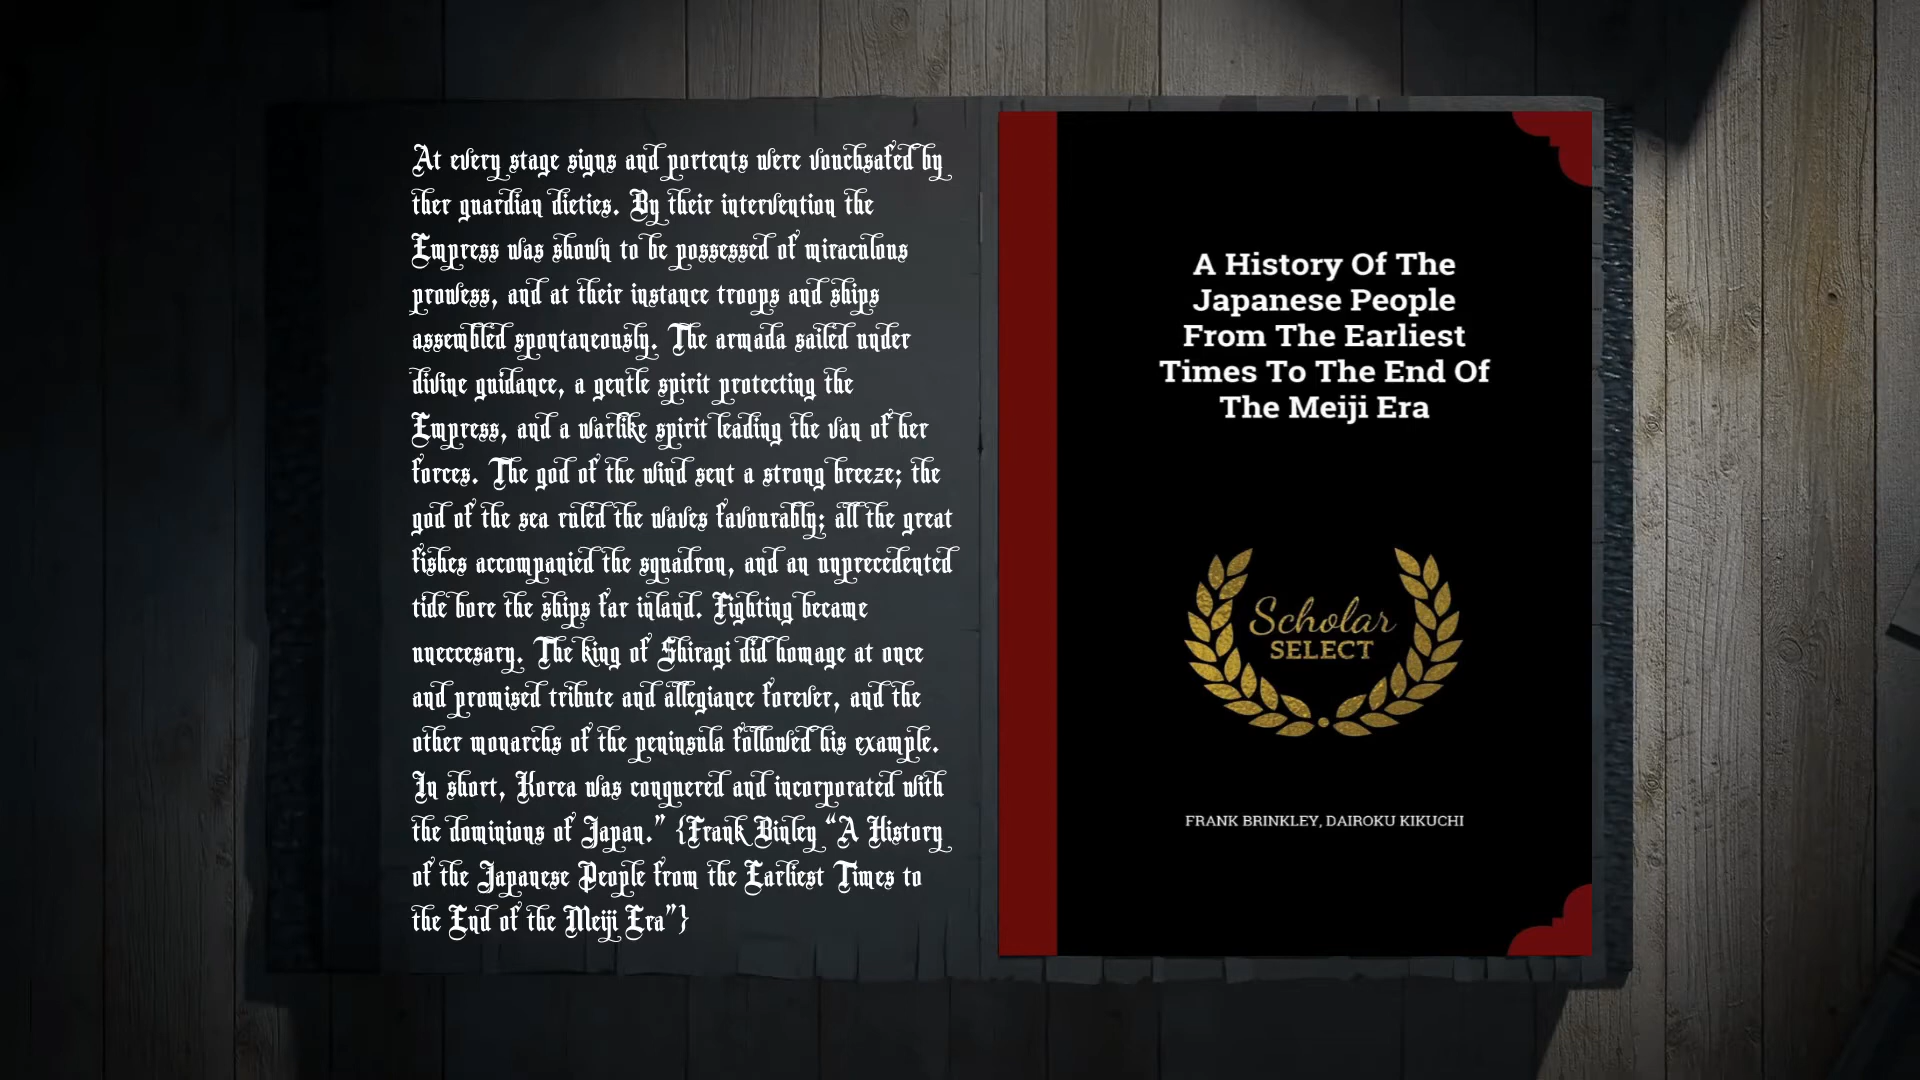 At every stage signs and portents were vouchsafed by
ther guardian dieties. By their intervention the
Empress was shown to be possessed of miraculous
prowess, and at their instance troops and ships
assembled spontaneously. The armada sailed under
divine guidance, a gentle spirit protecting the
Empress, and a warlike spirit leading the van of her
forces. The god of the wind sent a strong breeze; the
god of the sea ruled the waves favourably; all the great
fishes accompanied the squadron, and an unprecedented
tide bore the ships far inland. Fighting became
unneccesary. The king of Shiragi did homage at once
and promised tribute and allegiance forever, and the
other monarchs of the peninsula followed his example.
In short, Korea was conquered and incorporated with
the dominions of Japan.” {Frank Binley “A History
of the Japanese People from the Earliest Times to
the End of the Meiji Era”}
A History Of The
Japanese People
From The Earliest
Times To The End Of
The Meiji Era
Scholar
SELECT
FRANK BRINKLEY, DAIROKU KIKUCHI